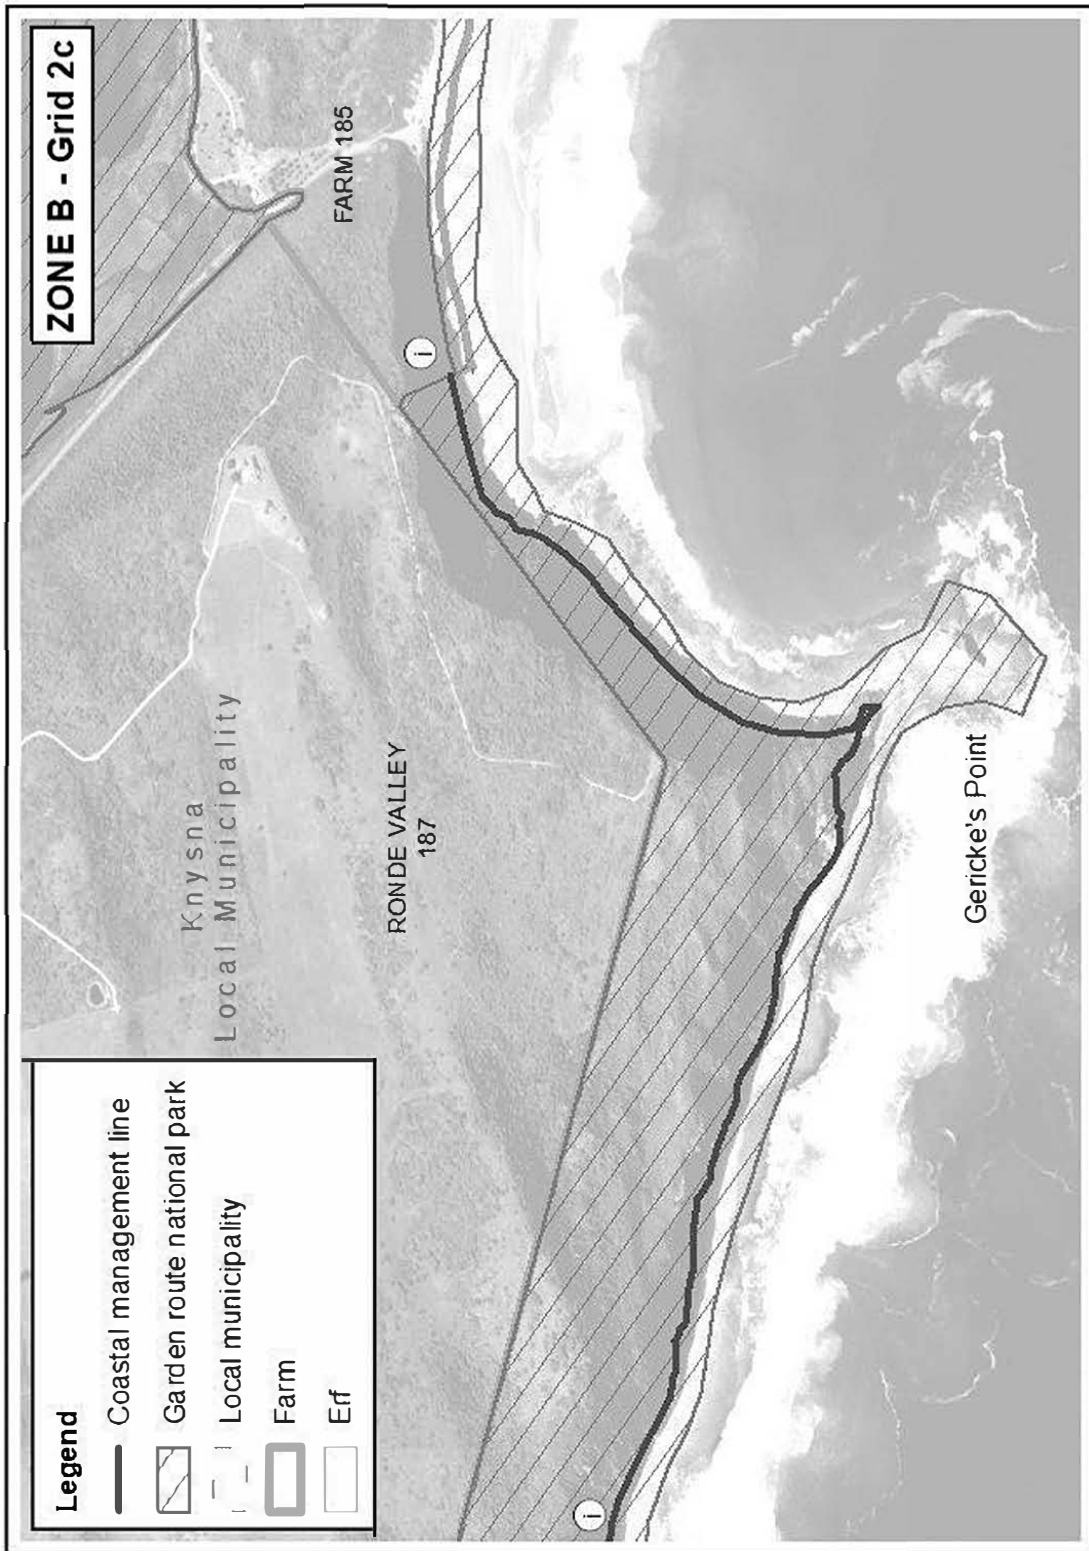 ZONE B - Grid 2c
FARM 185
i
Knysna
Local Municipality
RONDE VALLEY
187
Gericke's Point
i
Legend
Coastal management line
Garden route national park
Local municipality
Farm
Erf